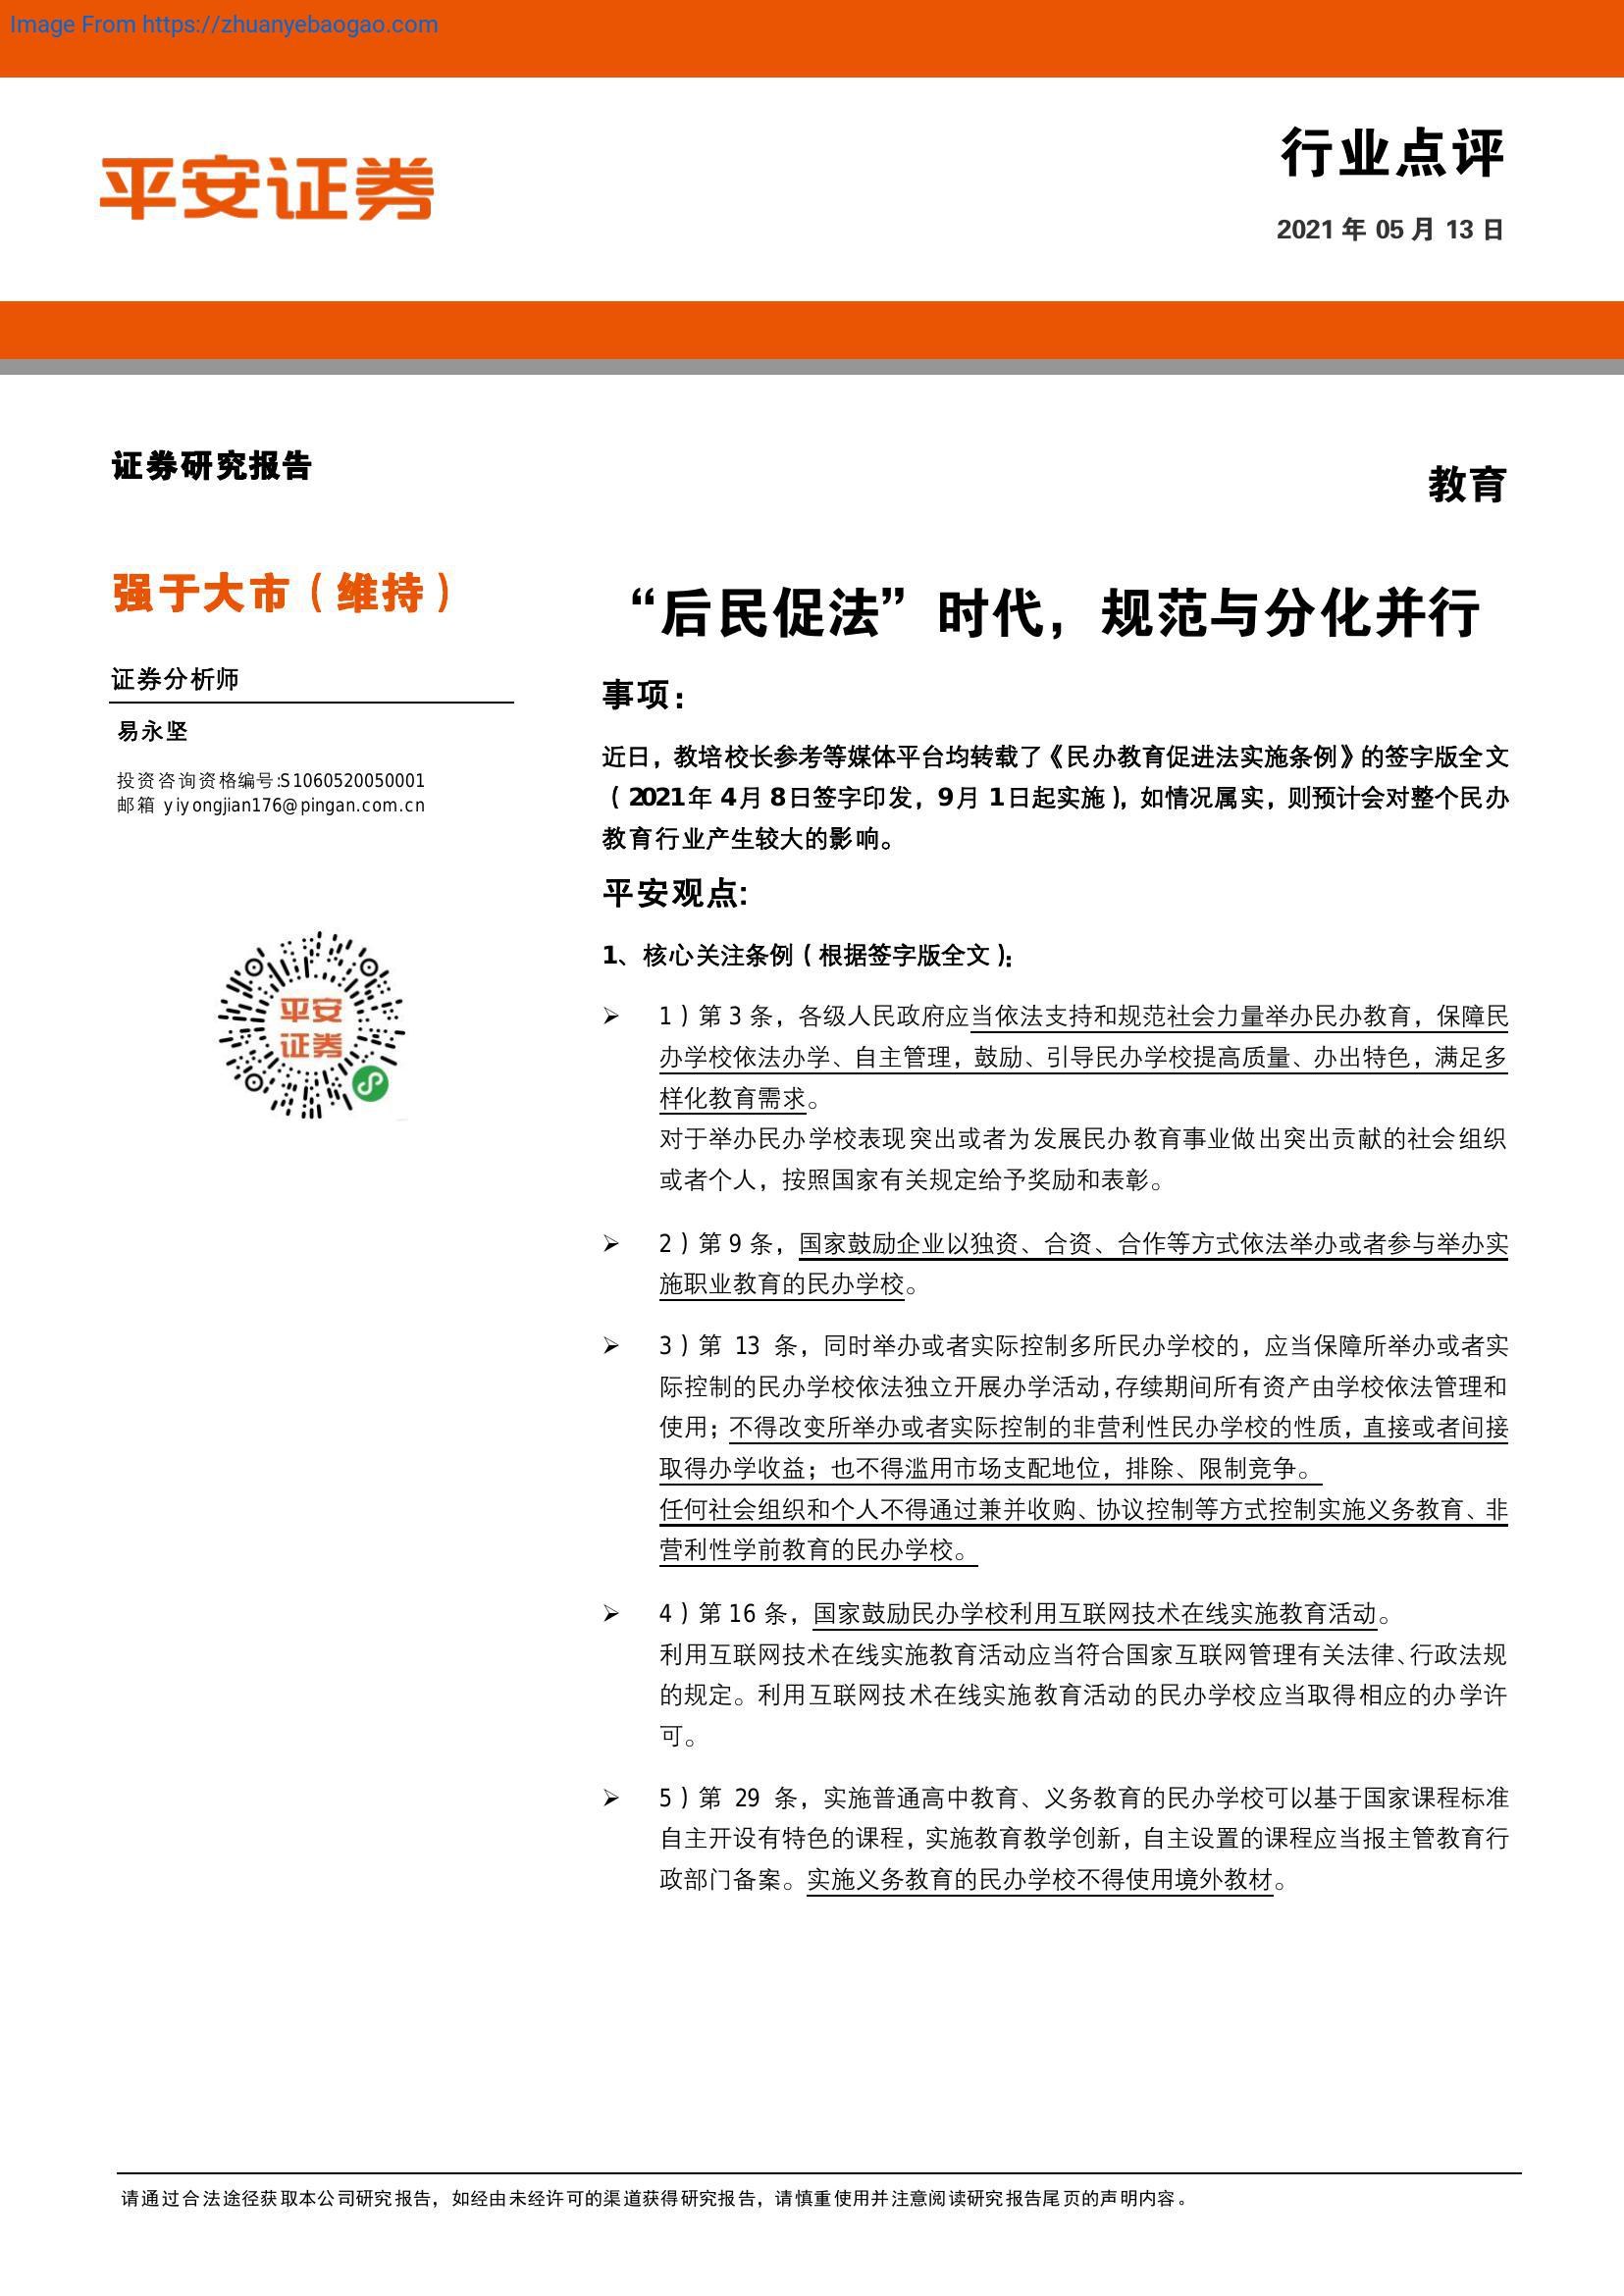 Image From https://zhuanyebaogao.com
平安证券
行业点评
2021 年 05 月 13 日
证券研究报告
教育
强于大市（维持）
证券分析师
易永坚
投资咨询资格编号:S1060520050001
邮箱 yiyongjian176@pingan.com.cn
平安
证券
“后民促法”时代，规范与分化并行
事项：
近日，教培校长参考等媒体平台均转载了《民办教育促进法实施条例》的签字版全文
（2021年 4月 8日签字印发，9月 1日起实施），如情况属实，则预计会对整个民办
教育行业产生较大的影响。
平安观点:
1、核心关注条例（根据签字版全文）：
➢ 1）第 3 条，各级人民政府应当依法支持和规范社会力量举办民办教育，保障民
办学校依法办学、自主管理，鼓励、引导民办学校提高质量、办出特色，满足多
样化教育需求。
对于举办民办学校表现突出或者为发展民办教育事业做出突出贡献的社会组织
或者个人，按照国家有关规定给予奖励和表彰。
➢ 2）第 9 条，国家鼓励企业以独资、合资、合作等方式依法举办或者参与举办实
施职业教育的民办学校。
➢ 3）第 13 条，同时举办或者实际控制多所民办学校的，应当保障所举办或者实
际控制的民办学校依法独立开展办学活动，存续期间所有资产由学校依法管理和
使用；不得改变所举办或者实际控制的非营利性民办学校的性质，直接或者间接
取得办学收益；也不得滥用市场支配地位，排除、限制竞争。
任何社会组织和个人不得通过兼并收购、协议控制等方式控制实施义务教育、非
营利性学前教育的民办学校。
➢ 4）第 16 条，国家鼓励民办学校利用互联网技术在线实施教育活动。
利用互联网技术在线实施教育活动应当符合国家互联网管理有关法律、行政法规
的规定。利用互联网技术在线实施教育活动的民办学校应当取得相应的办学许
可。
➢ 5）第 29 条，实施普通高中教育、义务教育的民办学校可以基于国家课程标准
自主开设有特色的课程，实施教育教学创新，自主设置的课程应当报主管教育行
政部门备案。实施义务教育的民办学校不得使用境外教材。
请通过合法途径获取本公司研究报告，如经由未经许可的渠道获得研究报告，请慎重使用并注意阅读研究报告尾页的声明内容。